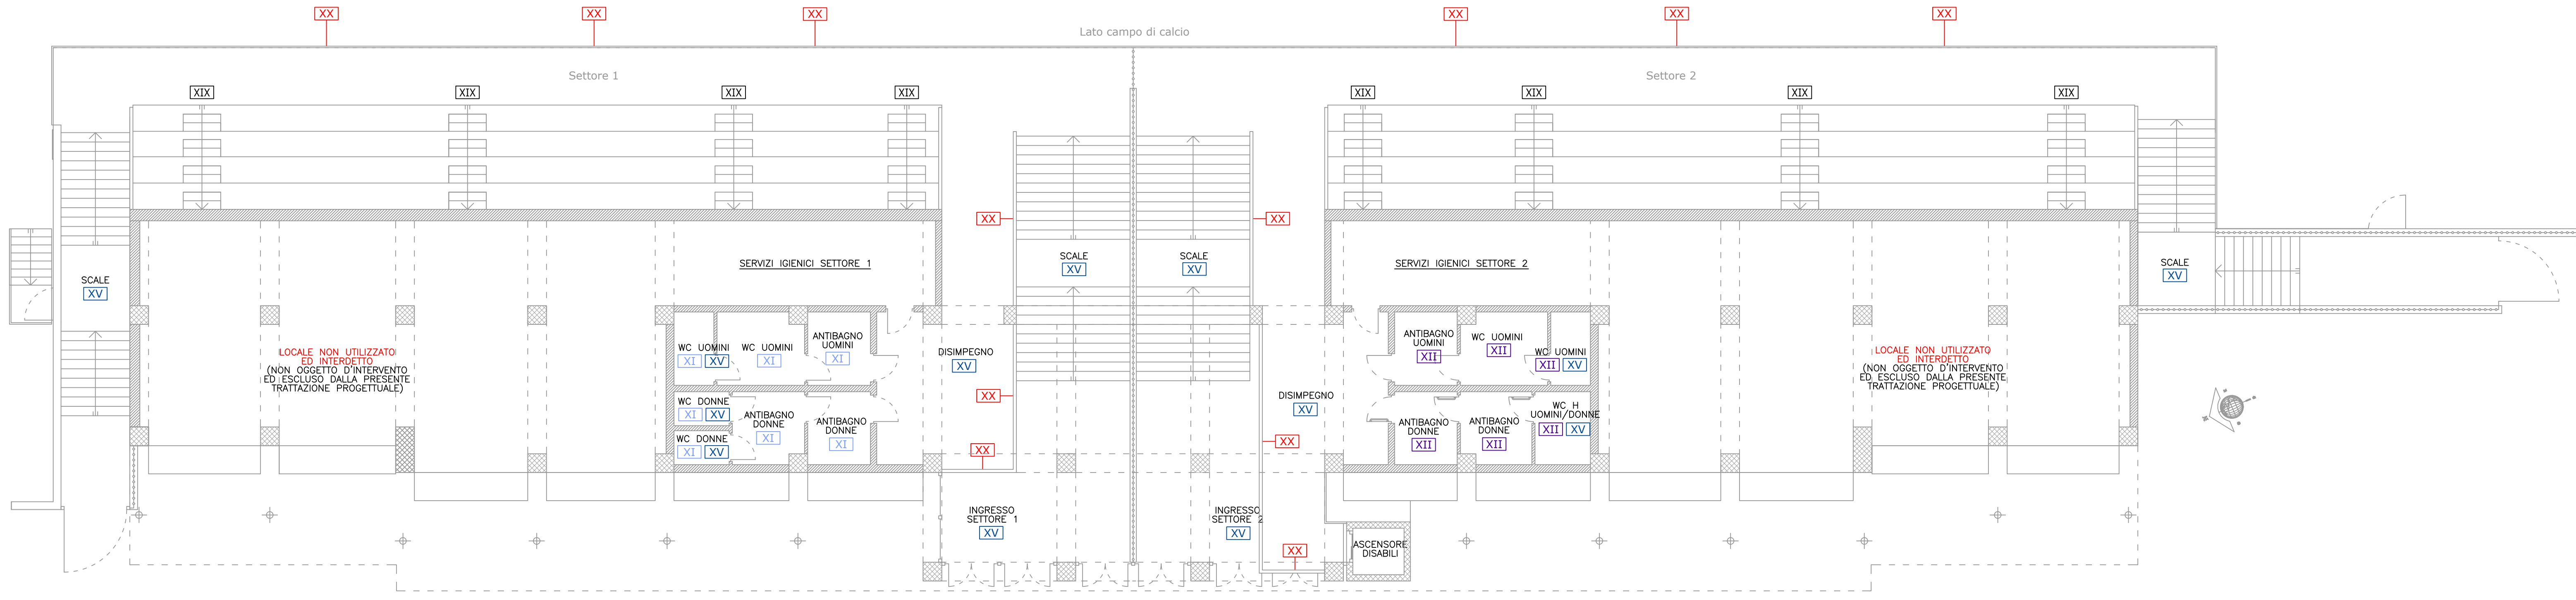 XX
XX
XX
XX
XX
XX
Lato campo di calcio
Settore 1
Settore 2
XIX
XIX
XIX
XIX
XIX
XIX
XIX
XIX
XX
XX
SCALE
XV
SERVIZI IGIENICI SETTORE 1
SCALE
XV
SCALE
XV
SERVIZI IGIENICI SETTORE 2
SCALE
XV
LOCALE NON UTILIZZATO
ED INTERDETTO
(NON OGGETTO D'INTERVENTO
ED ESCLUSO DALLA PRESENTE
TRATTAZIONE PROGETTUALE)
WC UOMINI
XI XV
WC UOMINI
XI
ANTIBAGNO
UOMINI
XI
DISIMPEGNO
XV
WC DONNE
XI XV
WC DONNE
XI XV
ANTIBAGNO
DONNE
XI
ANTIBAGNO
DONNE
XI
XX
XX
INGRESSO
SETTORE 1
XV
INGRESSO
SETTORE 2
XV
DISIMPEGNO
XV
XX
XX
ANTIBAGNO
UOMINI
XII
WC UOMINI
XII
WC UOMINI
XII XV
ANTIBAGNO
DONNE
XII
ANTIBAGNO
DONNE
XII
WC H
UOMINI/DONNE
XII XV
ASCENSORE
DISABILI
LOCALE NON UTILIZZATO
ED INTERDETTO
(NON OGGETTO D'INTERVENTO
ED ESCLUSO DALLA PRESENTE
TRATTAZIONE PROGETTUALE)